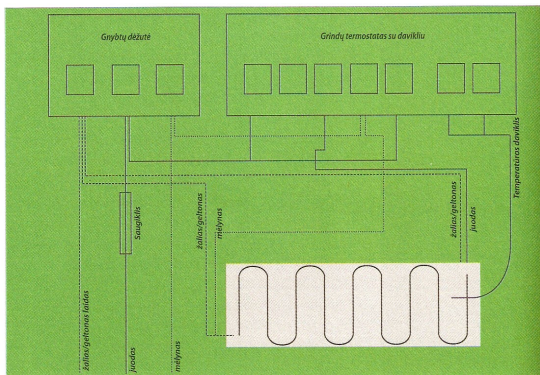 Gnybtų dėžutė
Grindų termostatas su davikliu
Temperatūros daviklis
Saugiklis
žalias/geltonas
mėlynas
žalias/geltonas
juodas
žalias/geltonas laidas
juodas
mėlynas